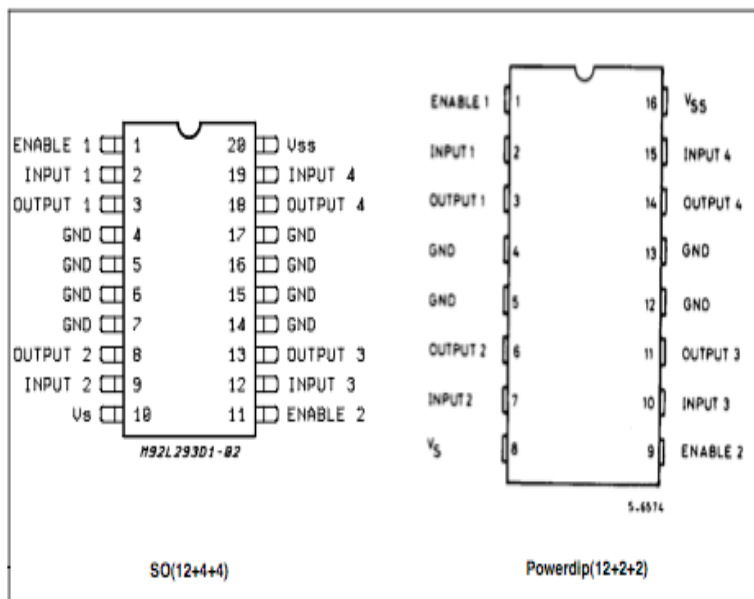 ENABLE 1 1 20 Vss
INPUT 1 2 19 INPUT 4
OUTPUT 1 3 18 OUTPUT 4
GND 4 17 GND
GND 5 16 GND
GND 6 15 GND
GND 7 14 GND
OUTPUT 2 8 13 OUTPUT 3
INPUT 2 9 12 INPUT 3
Vs 10 11 ENABLE 2
M92L293D1-02
SO(12+4+4)
ENABLE 1 1 16 VSS
INPUT 1 2 15 INPUT 4
OUTPUT 1 3 14 OUTPUT 4
GND 4 13 GND
GND 5 12 GND
OUTPUT 2 6 11 OUTPUT 3
INPUT 2 7 10 INPUT 3
VS 8 9 ENABLE 2
5.6574
Powerdip(12+2+2)